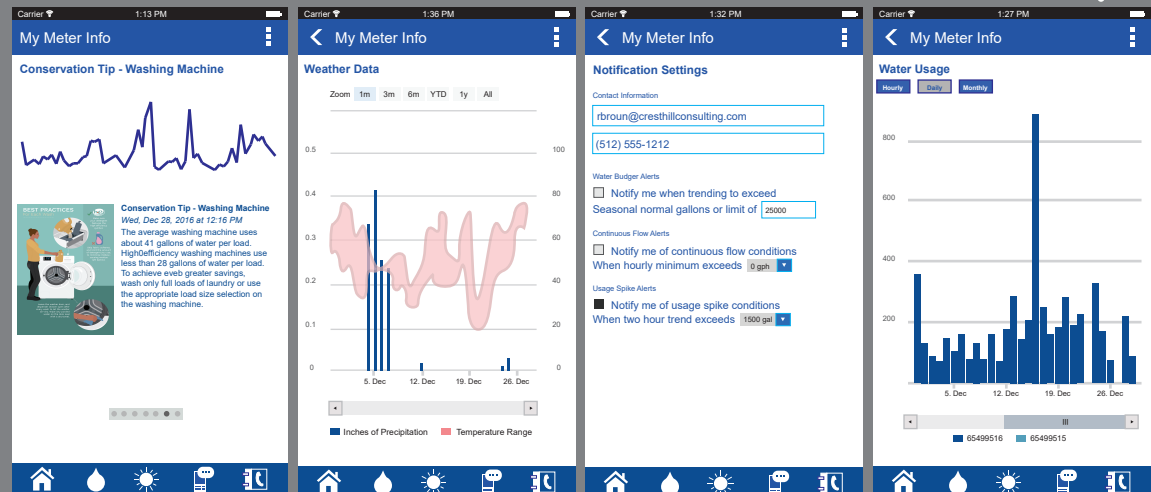 Carrier 1:13 PM
My Meter Info
Conservation Tip - Washing Machine
BEST PRACTICES
Conservation Tip - Washing Machine
Wed, Dec 28, 2016 at 12:16 PM
The average washing machine uses
about 41 gallons of water per load.
High0efficiency washing machines use
less than 28 gallons of water per load.
To achieve eveb greater savings,
wash only full loads of laundry or use
the appropriate load size selection on
the washing machine.
Carrier 1:36 PM
My Meter Info
Weather Data
Zoom 1m 3m 6m YTD 1y All
0.5 100
0.4 80
0.3 60
0.2 40
0.1 20
0 0
5. Dec 12. Dec 19. Dec 26. Dec
Inches of Precipitation Temperature Range
Carrier 1:32 PM
My Meter Info
Notification Settings
Contact Information
rbroun@cresthillconsulting.com
(512) 555-1212
Water Budger Alerts
Notify me when trending to exceed
Seasonal normal gallons or limit of 25000
Continuous Flow Alerts
Notify me of continuous flow conditions
When hourly minimum exceeds 0 gph
Usage Spike Alerts
Notify me of usage spike conditions
When two hour trend exceeds 1500 gal
Carrier 1:27 PM
My Meter Info
Water Usage
Hourly Daily Monthly
800
600
400
200
5. Dec 12. Dec 19. Dec 26. Dec
65499516 65499515